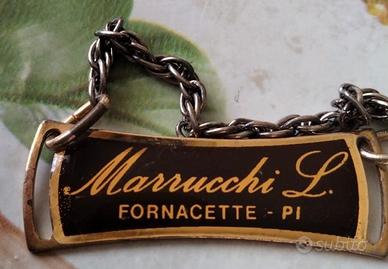 Marrucchi L.
FORNACETTE - PI
subito